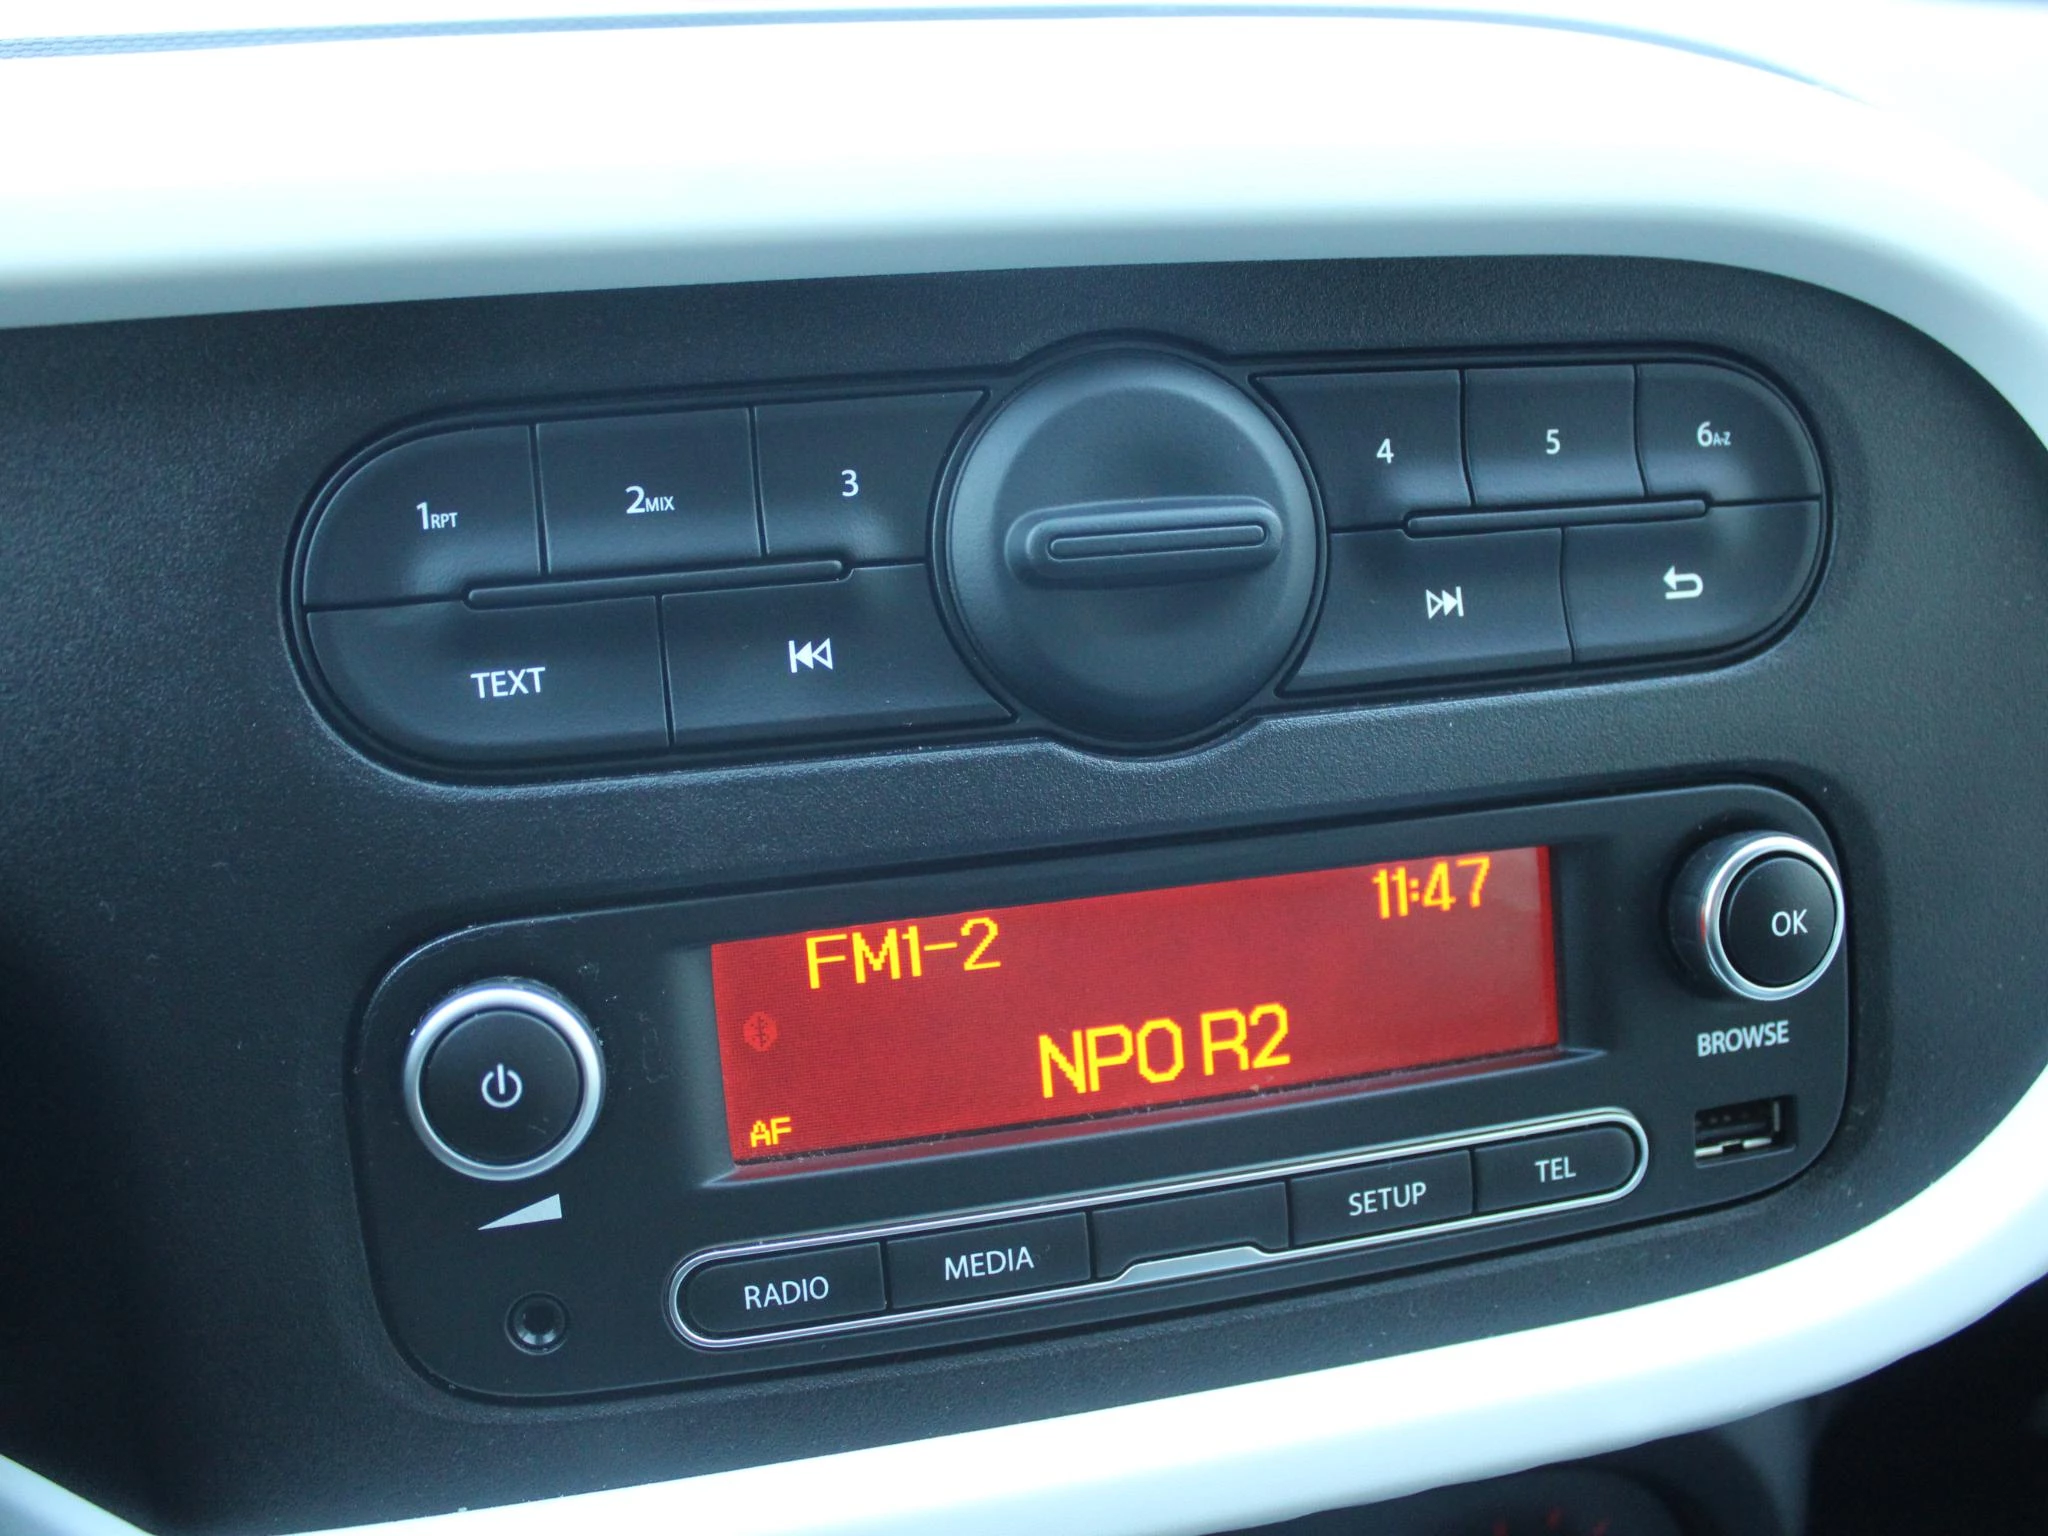 1RPT 2MIX 3 4 5 6A-Z
TEXT
11:47
FM1-2
NPO R2
AF
OK
BROWSE
RADIO MEDIA SETUP TEL